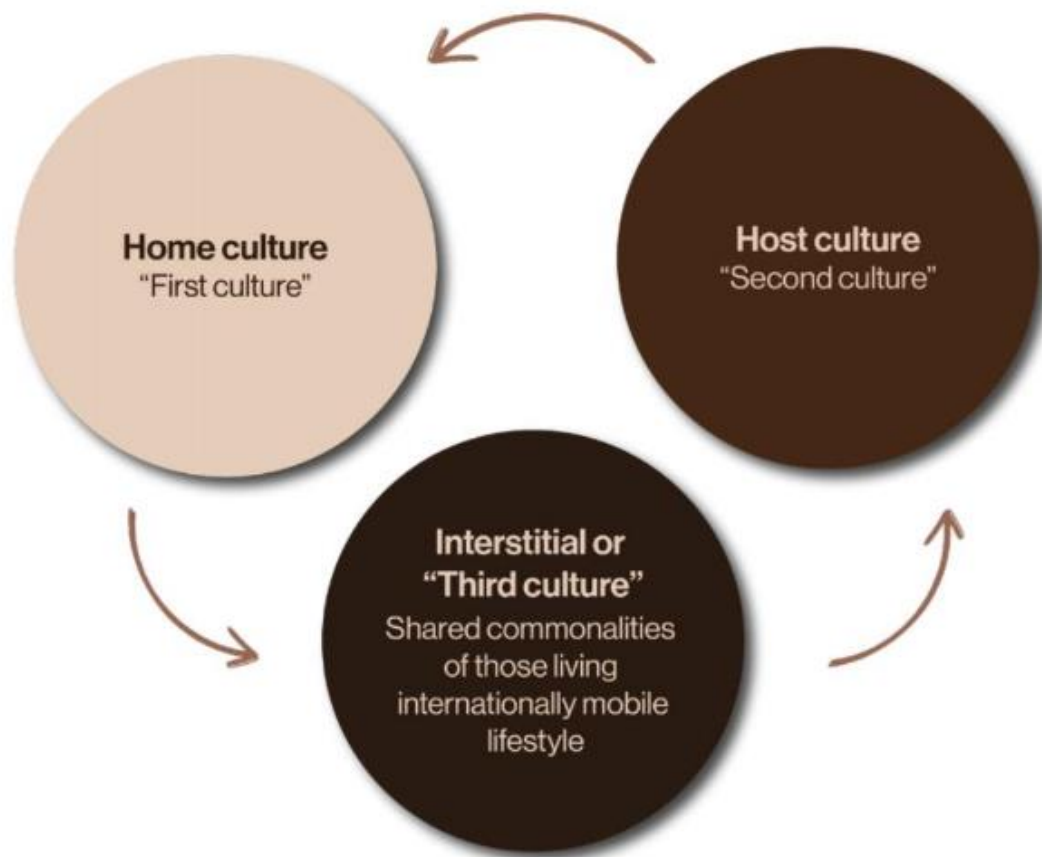 Home culture
“First culture”
Host culture
“Second culture”
Interstitial or
“Third culture”
Shared commonalities
of those living
internationally mobile
lifestyle